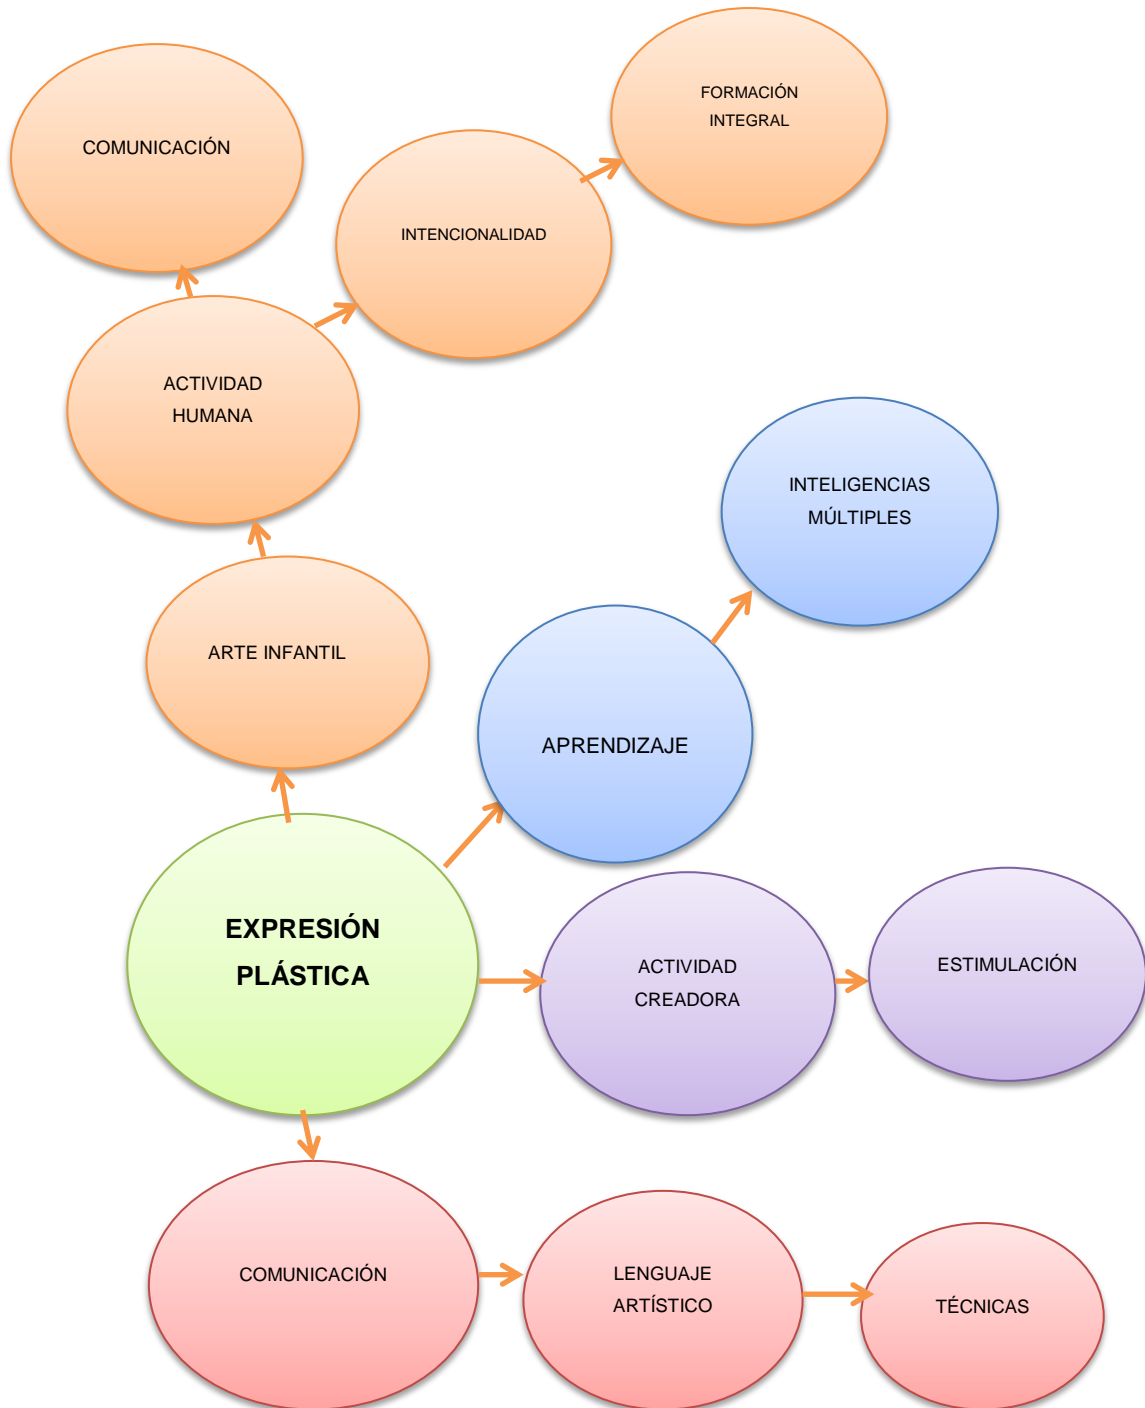 FORMACIÓN
INTEGRAL
COMUNICACIÓN
INTENCIONALIDAD
ACTIVIDAD
HUMANA
INTELIGENCIAS
MÚLTIPLES
ARTE INFANTIL
APRENDIZAJE
EXPRESIÓN
PLÁSTICA
ACTIVIDAD
CREADORA
ESTIMULACIÓN
COMUNICACIÓN
LENGUAJE
ARTÍSTICO
TÉCNICAS